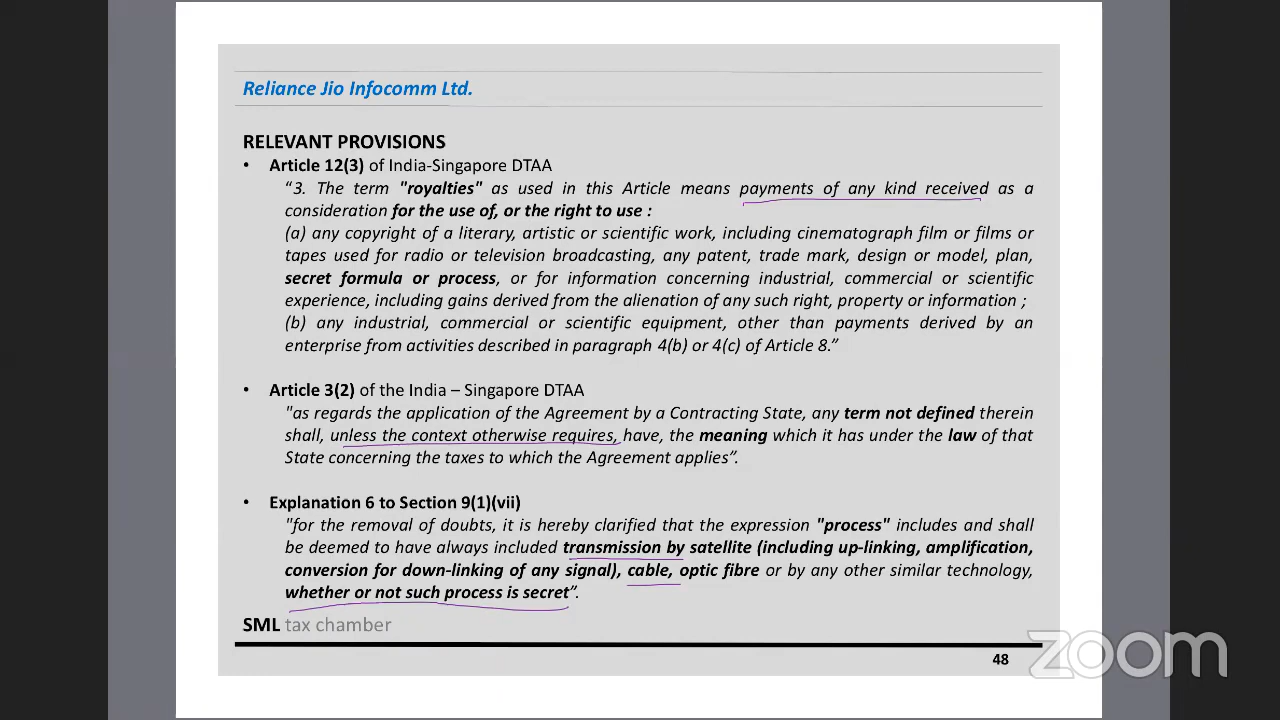 Reliance Jio Infocomm Ltd.
RELEVANT PROVISIONS
• Article 12(3) of India-Singapore DTAA
“3. The term "royalties" as used in this Article means payments of any kind received as a
consideration for the use of, or the right to use :
(a) any copyright of a literary, artistic or scientific work, including cinematograph film or films or
tapes used for radio or television broadcasting, any patent, trade mark, design or model, plan,
secret formula or process, or for information concerning industrial, commercial or scientific
experience, including gains derived from the alienation of any such right, property or information ;
(b) any industrial, commercial or scientific equipment, other than payments derived by an
enterprise from activities described in paragraph 4(b) or 4(c) of Article 8.”
• Article 3(2) of the India – Singapore DTAA
"as regards the application of the Agreement by a Contracting State, any term not defined therein
shall, unless the context otherwise requires, have, the meaning which it has under the law of that
State concerning the taxes to which the Agreement applies”.
• Explanation 6 to Section 9(1)(vii)
"for the removal of doubts, it is hereby clarified that the expression "process" includes and shall
be deemed to have always included transmission by satellite (including up-linking, amplification,
conversion for down-linking of any signal), cable, optic fibre or by any other similar technology,
whether or not such process is secret”.
SML tax chamber
48
zoom